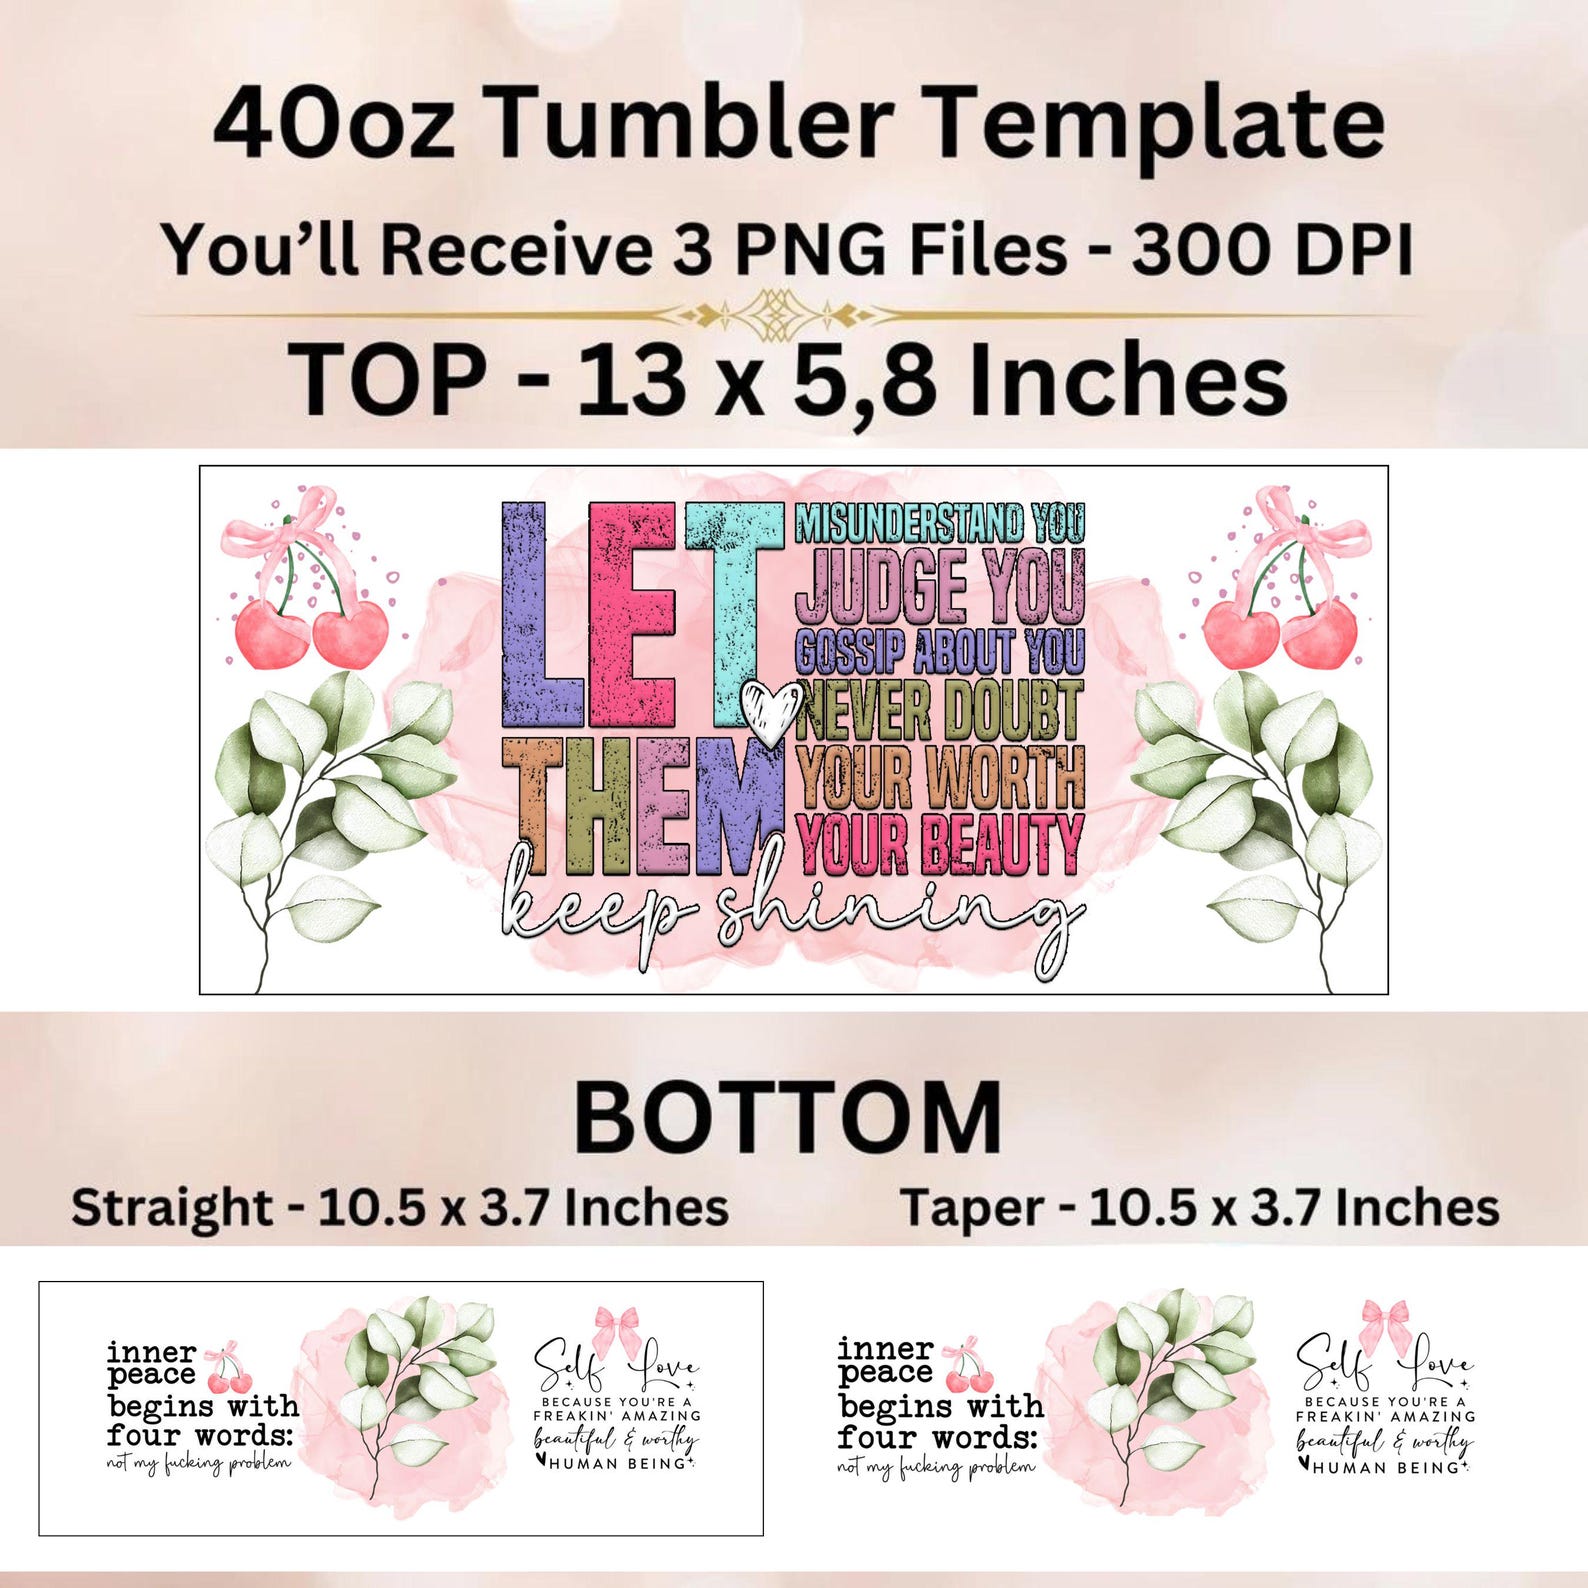 40oz Tumbler Template
You’ll Receive 3 PNG Files - 300 DPI
TOP - 13 x 5,8 Inches
LET
THEM
MISUNDERSTAND YOU
JUDGE YOU
GOSSIP ABOUT YOU
NEVER DOUBT
YOUR WORTH
YOUR BEAUTY
keep shining
BOTTOM
Straight - 10.5 x 3.7 Inches
Taper - 10.5 x 3.7 Inches
inner
peace
begins with
four words:
not my fucking problem
Self Love
BECAUSE YOU'RE A
FREAKIN' AMAZING
beautiful & worthy
HUMAN BEING
inner
peace
begins with
four words:
not my fucking problem
Self Love
BECAUSE YOU'RE A
FREAKIN' AMAZING
beautiful & worthy
HUMAN BEING